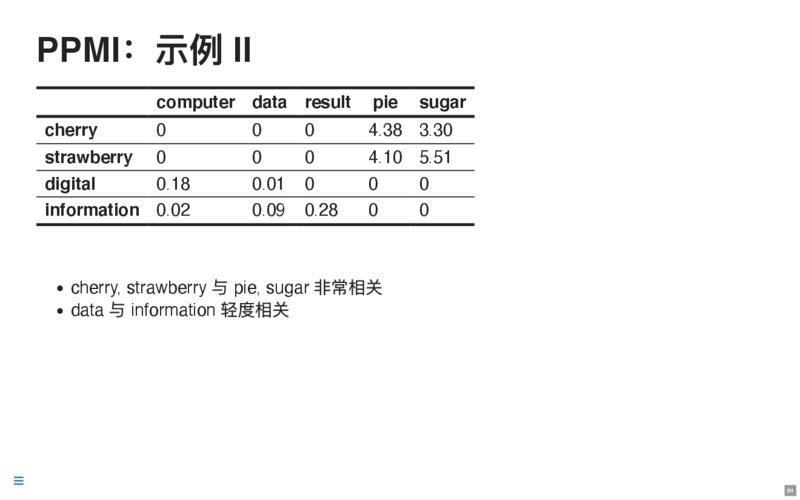 PPMI：示例 II
computer data result pie sugar
cherry 0 0 0 4.38 3.30
strawberry 0 0 0 4.10 5.51
digital 0.18 0.01 0 0 0
information 0.02 0.09 0.28 0 0
• cherry, strawberry 与 pie, sugar 非常相关
• data 与 information 轻度相关
64